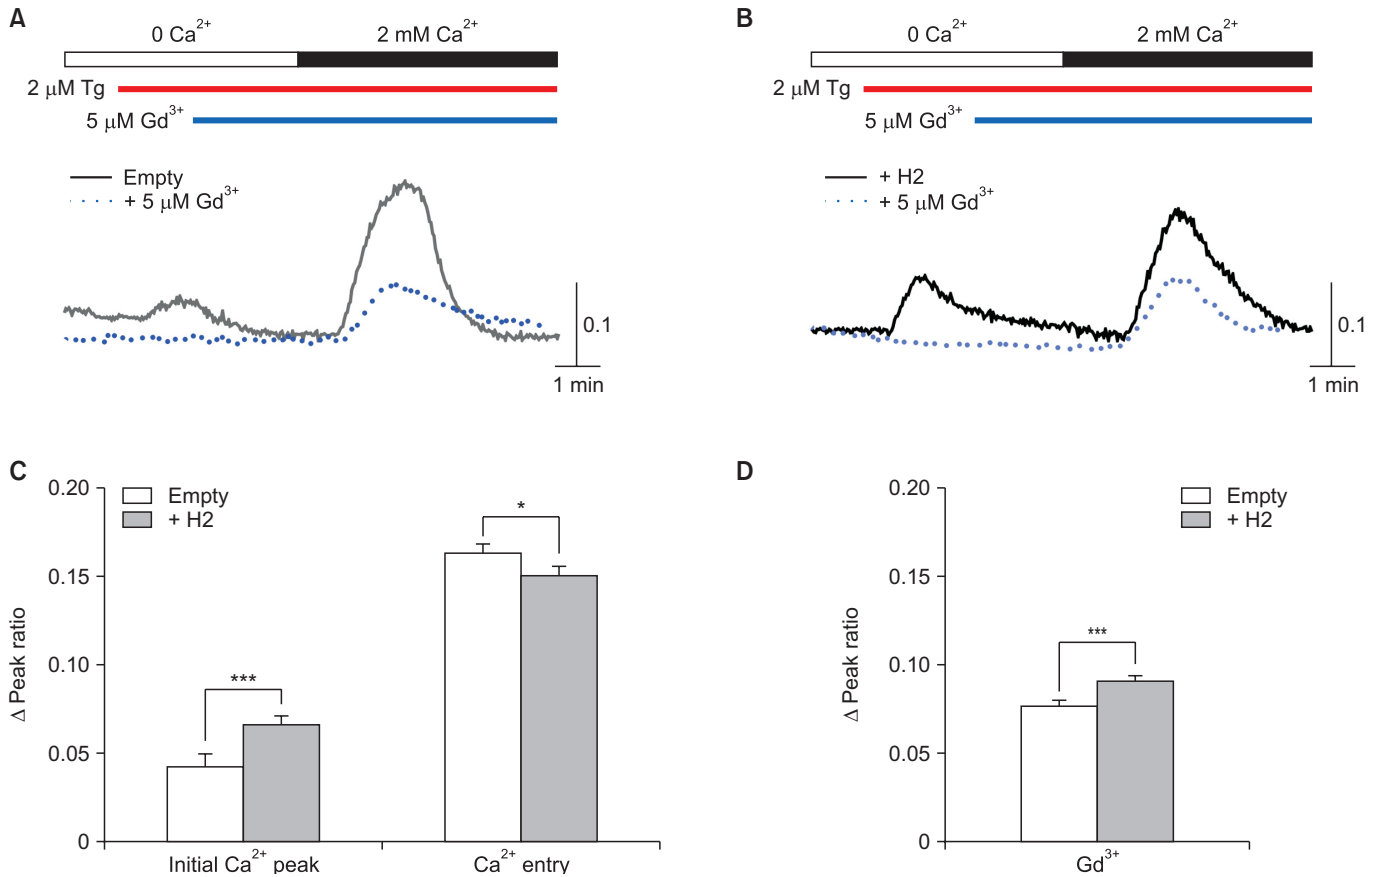 A
0 Ca2+
2 mM Ca2+
2 μM Tg
5 μM Gd3+
Empty
+ 5 μM Gd3+
0.1
1 min
B
0 Ca2+
2 mM Ca2+
2 μM Tg
5 μM Gd3+
+ H2
+ 5 μM Gd3+
0.1
1 min
C
Δ Peak ratio
0.20
0.15
0.10
0.05
0
Empty
+ H2
***
*
Initial Ca2+ peak
Ca2+ entry
D
Δ Peak ratio
0.20
0.15
0.10
0.05
0
Empty
+ H2
***
Gd3+